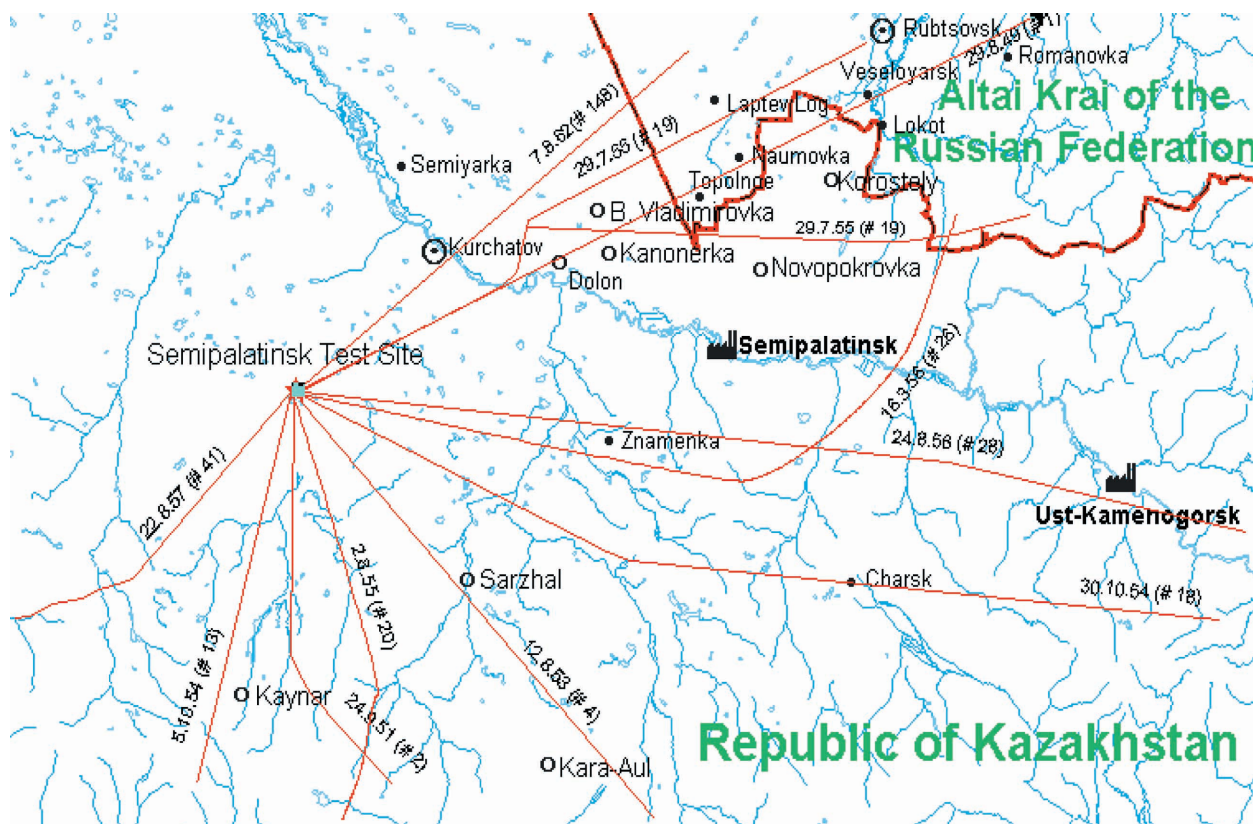 Rubtsovsk
29.8.49 (# 1)
Romanovka
Veseloyarsk
Altai Krai of the
Russian Federation
Laptev Log
Lokot
7.8.62 (# 148)
29.7.55 (# 19)
Semiyarka
Naumovka
Topolnoe
Korostely
B. Vladimirovka
29.7.55 (# 19)
Kurchatov
Kanonerka
Dolon
Novopokrovka
Semipalatinsk Test Site
Semipalatinsk
16.3.56 (# 26)
Znamenka
24.8.56 (# 28)
22.8.57 (# 41)
Ust-Kamenogorsk
2.8.55 (# 20)
Sarzhal
Charsk
30.10.54 (# 18)
5.10.54 (# 13)
Kaynar
24.9.51 (# 2)
12.8.53 (# 4)
Kara-Aul
Republic of Kazakhstan